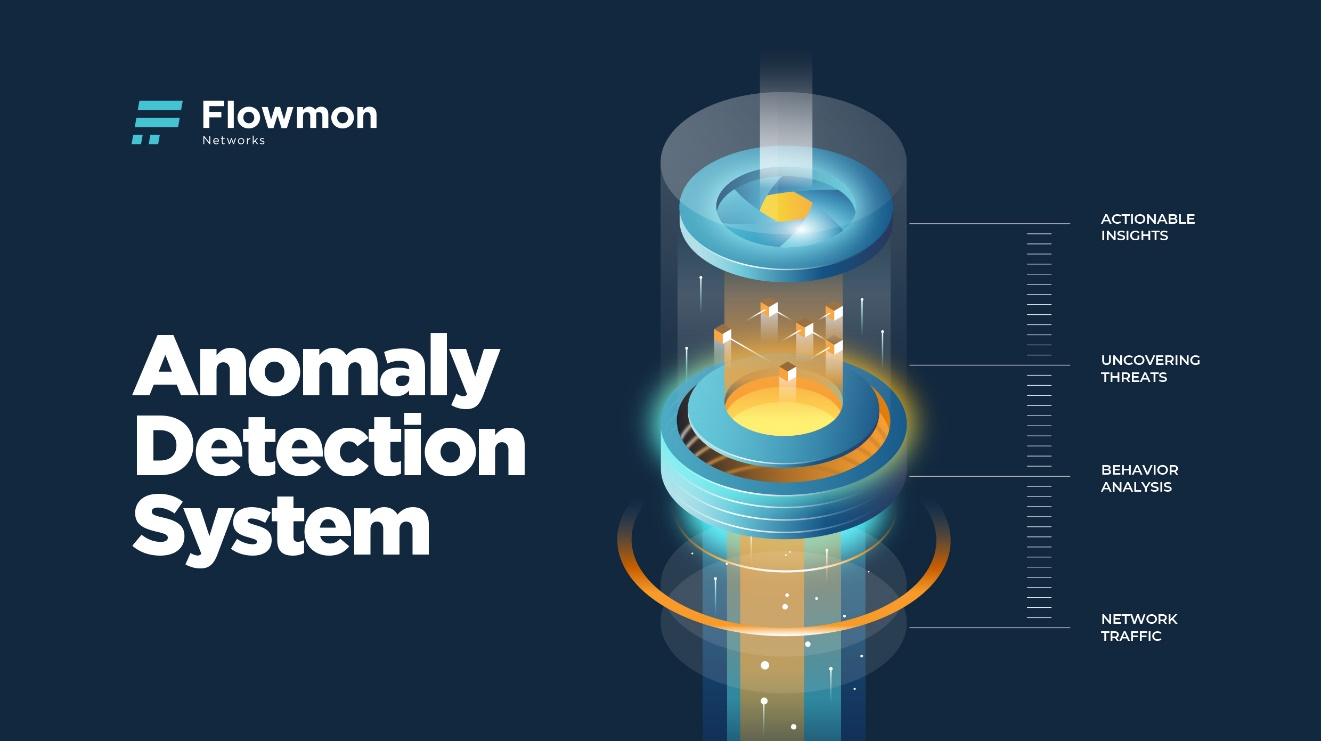 Flowmon
Networks
Anomaly
Detection
System
ACTIONABLE
INSIGHTS
UNCOVERING
THREATS
BEHAVIOR
ANALYSIS
NETWORK
TRAFFIC